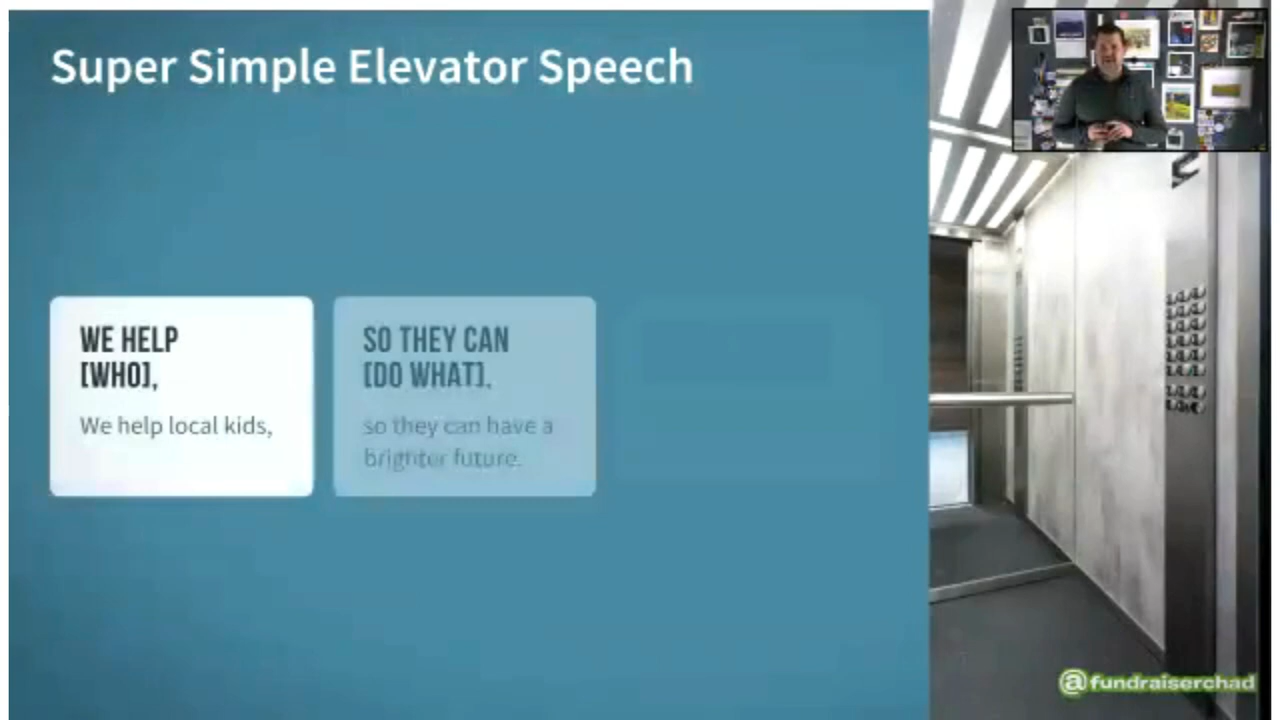 Super Simple Elevator Speech
WE HELP
[WHO],
We help local kids,
SO THEY CAN
[DO WHAT].
so they can have a
brighter future.
2
@fundraiserchad